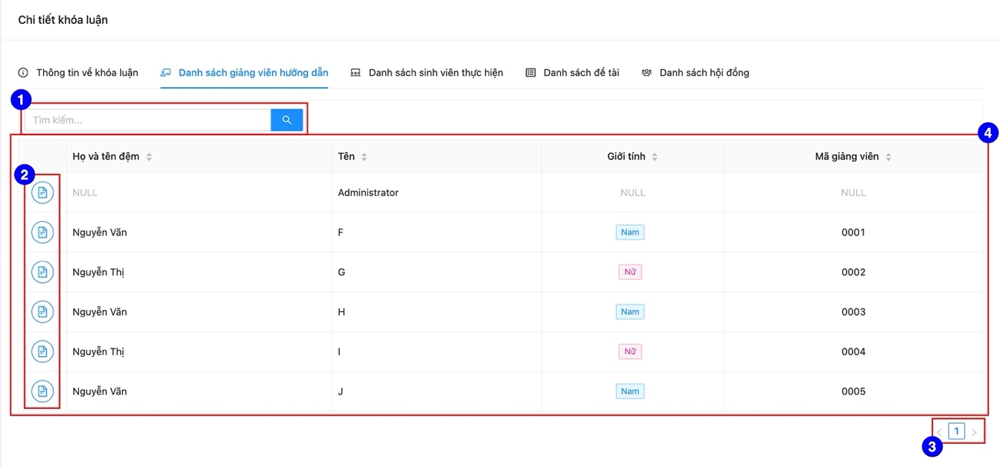 Chi tiết khóa luận
Thông tin về khóa luận Danh sách giảng viên hướng dẫn Danh sách sinh viên thực hiện Danh sách đề tài Danh sách hội đồng
1
Tìm kiếm...
4
Họ và tên đệm Tên Giới tính Mã giảng viên
2
NULL Administrator NULL NULL
Nguyễn Văn F Nam 0001
Nguyễn Thị G Nữ 0002
Nguyễn Văn H Nam 0003
Nguyễn Thị I Nữ 0004
Nguyễn Văn J Nam 0005
< 1 >
3